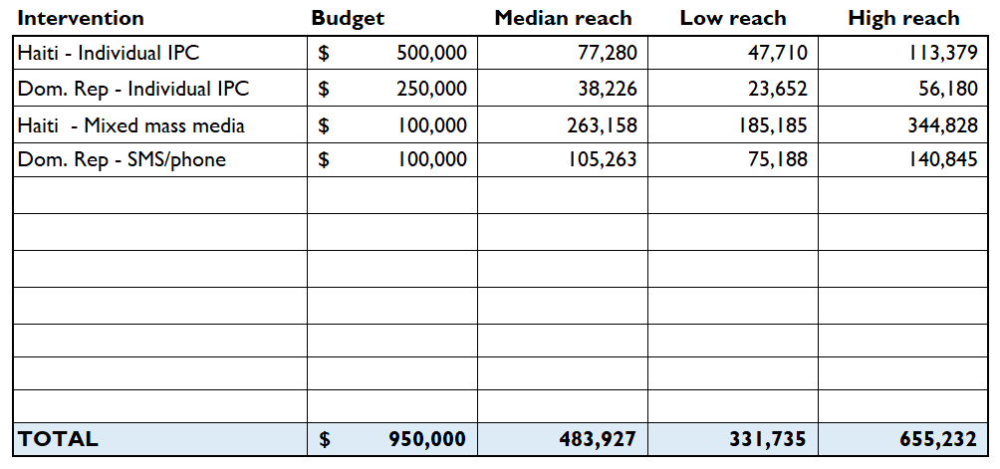 Intervention Budget Median reach Low reach High reach
Haiti - Individual IPC $ 500,000 77,280 47,710 113,379
Dom. Rep - Individual IPC $ 250,000 38,226 23,652 56,180
Haiti - Mixed mass media $ 100,000 263,158 185,185 344,828
Dom. Rep - SMS/phone $ 100,000 105,263 75,188 140,845
TOTAL $ 950,000 483,927 331,735 655,232